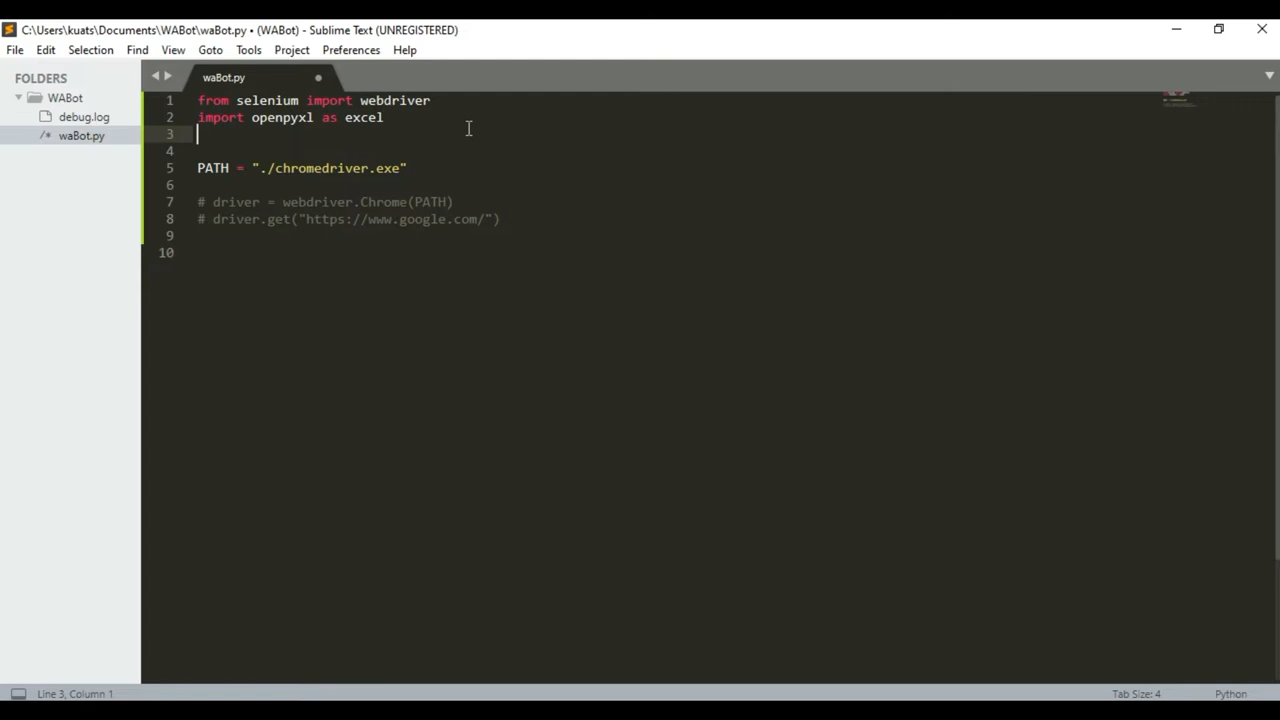 C:\Users\kuats\Documents\WABot\waBot.py • (WABot) - Sublime Text (UNREGISTERED)
File Edit Selection Find View Goto Tools Project Preferences Help
FOLDERS
WABot
debug.log
/* waBot.py
waBot.py
1 from selenium import webdriver
2 import openpyxl as excel
3
4
5 PATH = "./chromedriver.exe"
6
7 # driver = webdriver.Chrome(PATH)
8 # driver.get("https://www.google.com/")
9
10
Line 3, Column 1
Tab Size: 4
Python